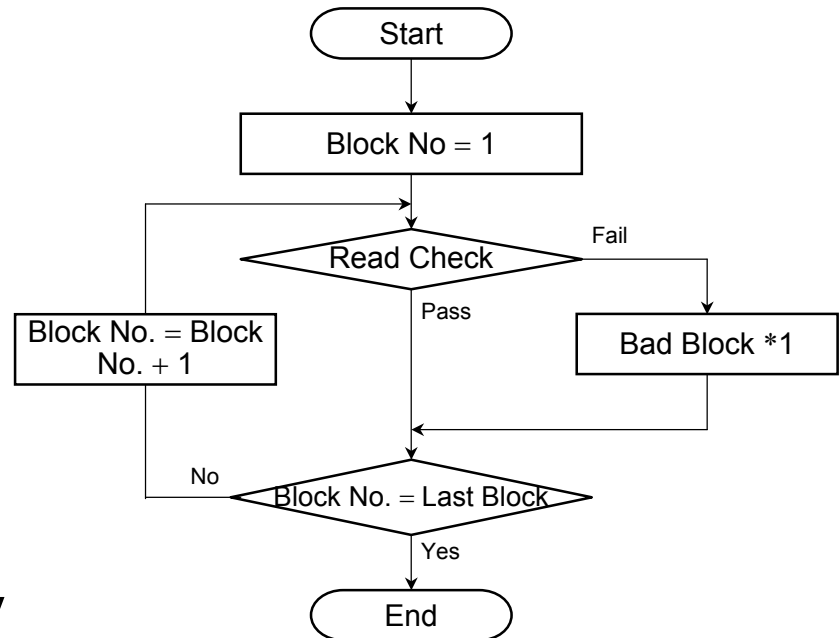 Start
Block No = 1
Read Check
Fail
Pass
Block No. = Block
No. + 1
Bad Block *1
No
Block No. = Last Block
Yes
End